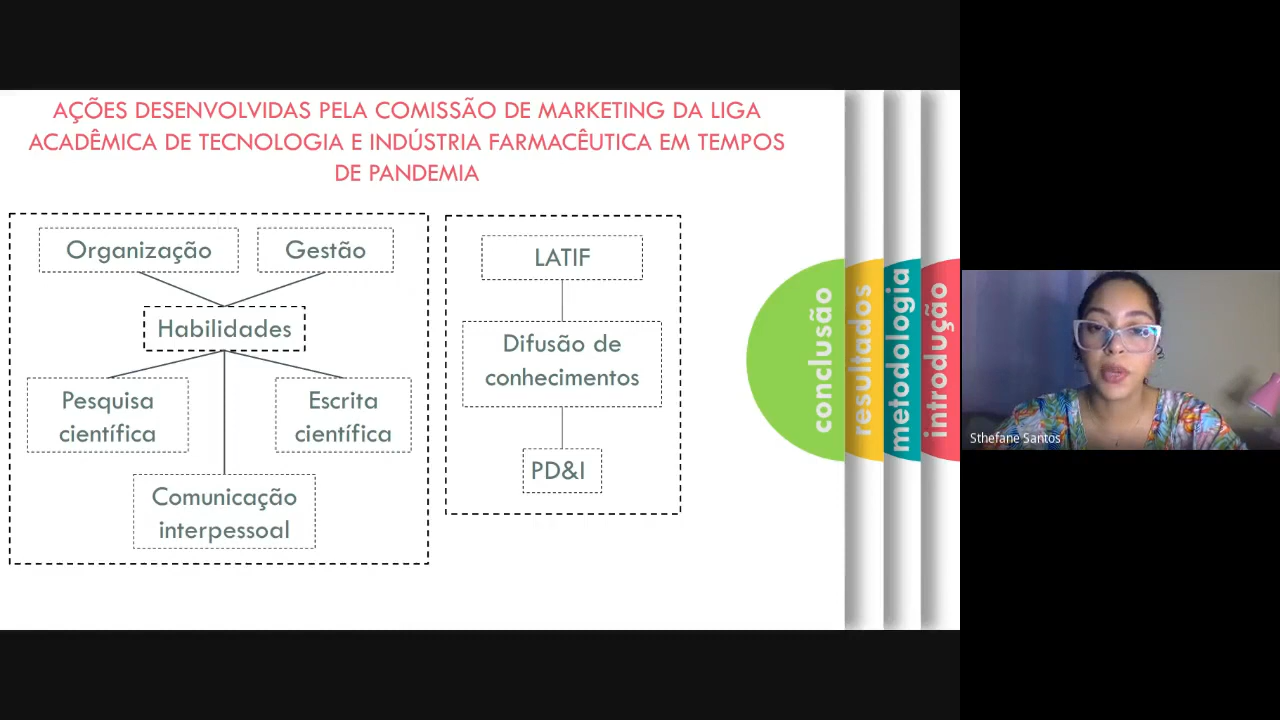 AÇÕES DESENVOLVIDAS PELA COMISSÃO DE MARKETING DA LIGA
ACADÊMICA DE TECNOLOGIA E INDÚSTRIA FARMACÊUTICA EM TEMPOS
DE PANDEMIA
Organização
Gestão
Habilidades
Pesquisa
científica
Escrita
científica
Comunicação
interpessoal
LATIF
Difusão de
conhecimentos
PD&I
conclusão
resultados
metodologia
introdução
Sthefane Santos